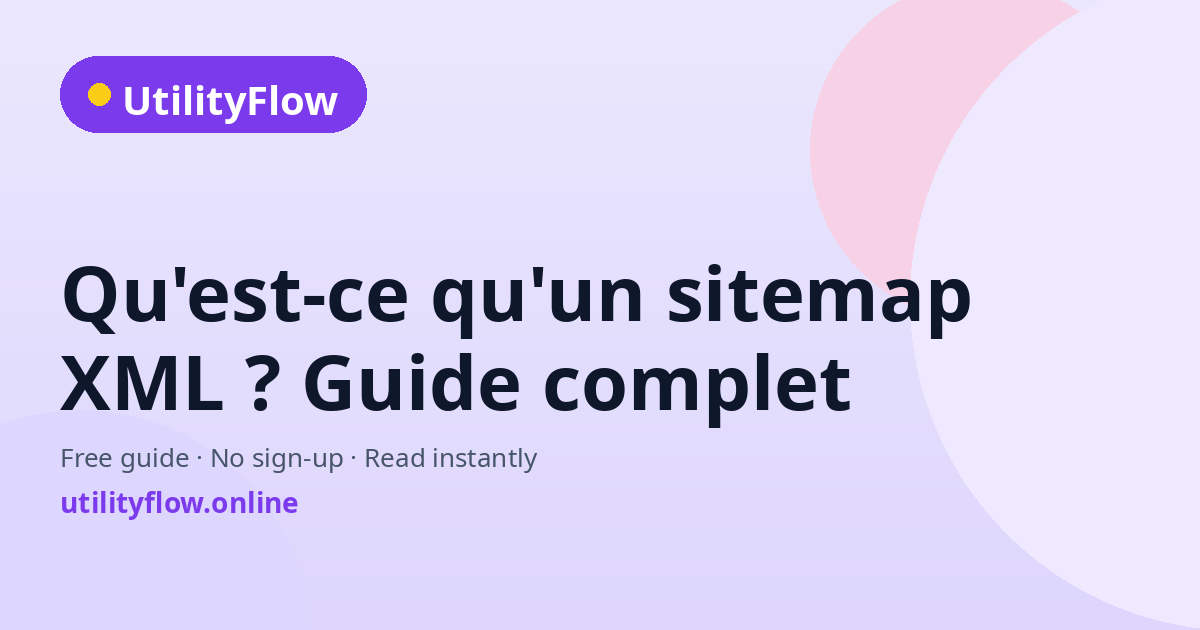 UtilityFlow
Qu'est-ce qu'un sitemap
XML ? Guide complet
Free guide · No sign-up · Read instantly
utilityflow.online